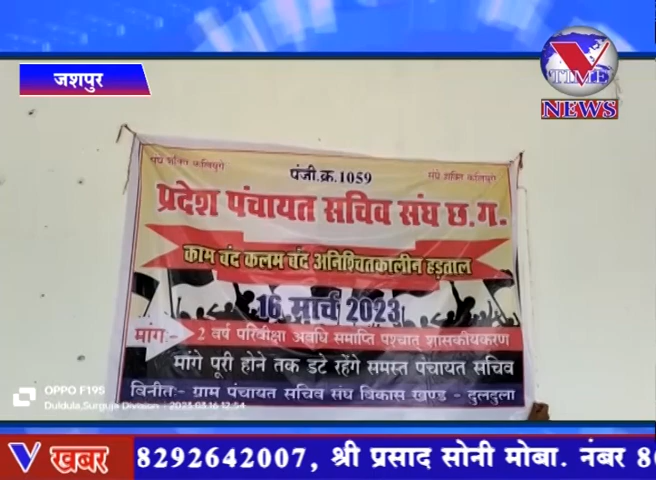 जशपुर
V TIME
NEWS
संघे शक्ति कलियुगे
पंजी.क्र.1059
संघे शक्ति कलियुगे
प्रदेश पंचायत सचिव संघ छ.ग.
काम बंद कलम बंद अनिश्चितकालीन हड़ताल
16 मार्च 2023
मांग:- 2 वर्ष परिवीक्षा अवधि समाप्ति पश्चात शासकीयकरण
मांगे पूरी होने तक डटे रहेंगे समस्त पंचायत सचिव
विनीत:- ग्राम पंचायत सचिव संघ विकास खण्ड - दुलदुला
OPPO F19S
Duldula,Surguja Division 2023.03.16 12:54
V खबर
8292642007, श्री प्रसाद सोनी मोबा. नंबर 8